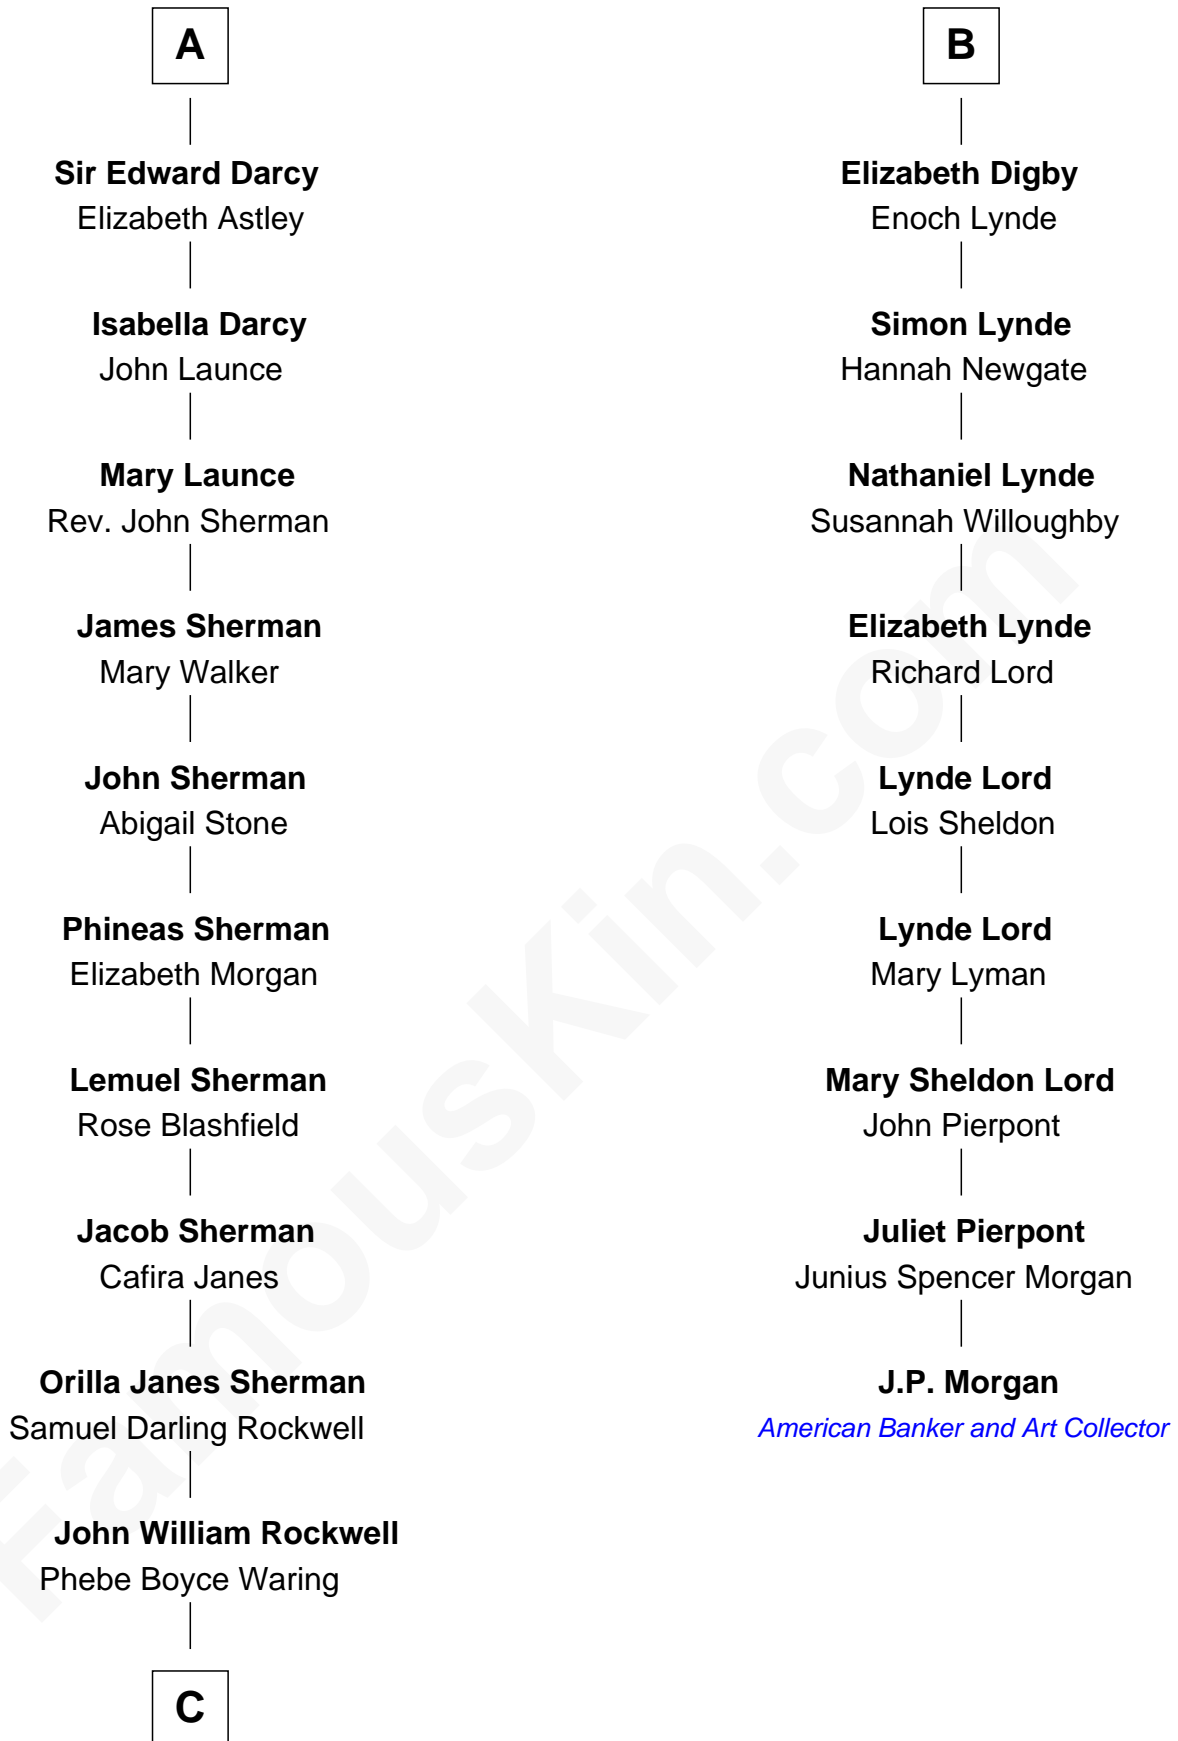 A
Sir Edward Darcy
Elizabeth Astley
Isabella Darcy
John Launce
Mary Launce
Rev. John Sherman
James Sherman
Mary Walker
John Sherman
Abigail Stone
Phineas Sherman
Elizabeth Morgan
Lemuel Sherman
Rose Blashfield
Jacob Sherman
Cafira Janes
Orilla Janes Sherman
Samuel Darling Rockwell
John William Rockwell
Phebe Boyce Waring
C
B
Elizabeth Digby
Enoch Lynde
Simon Lynde
Hannah Newgate
Nathaniel Lynde
Susannah Willoughby
Elizabeth Lynde
Richard Lord
Lynde Lord
Lois Sheldon
Lynde Lord
Mary Lyman
Mary Sheldon Lord
John Pierpont
Juliet Pierpont
Junius Spencer Morgan
J.P. Morgan
American Banker and Art Collector
FamousKin.com